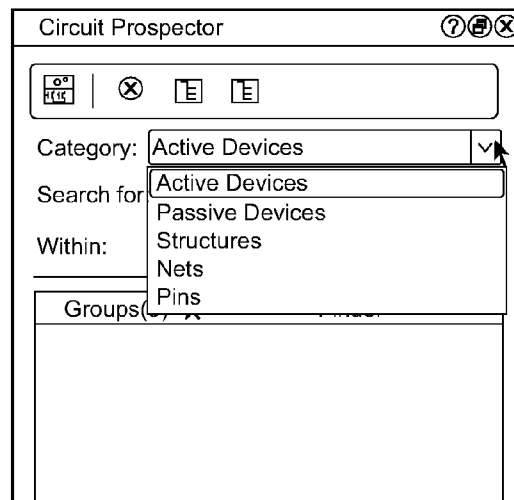 Circuit Prospector
Category: Active Devices
Active Devices
Search for
Passive Devices
Structures
Within:
Nets
Pins
Groups(